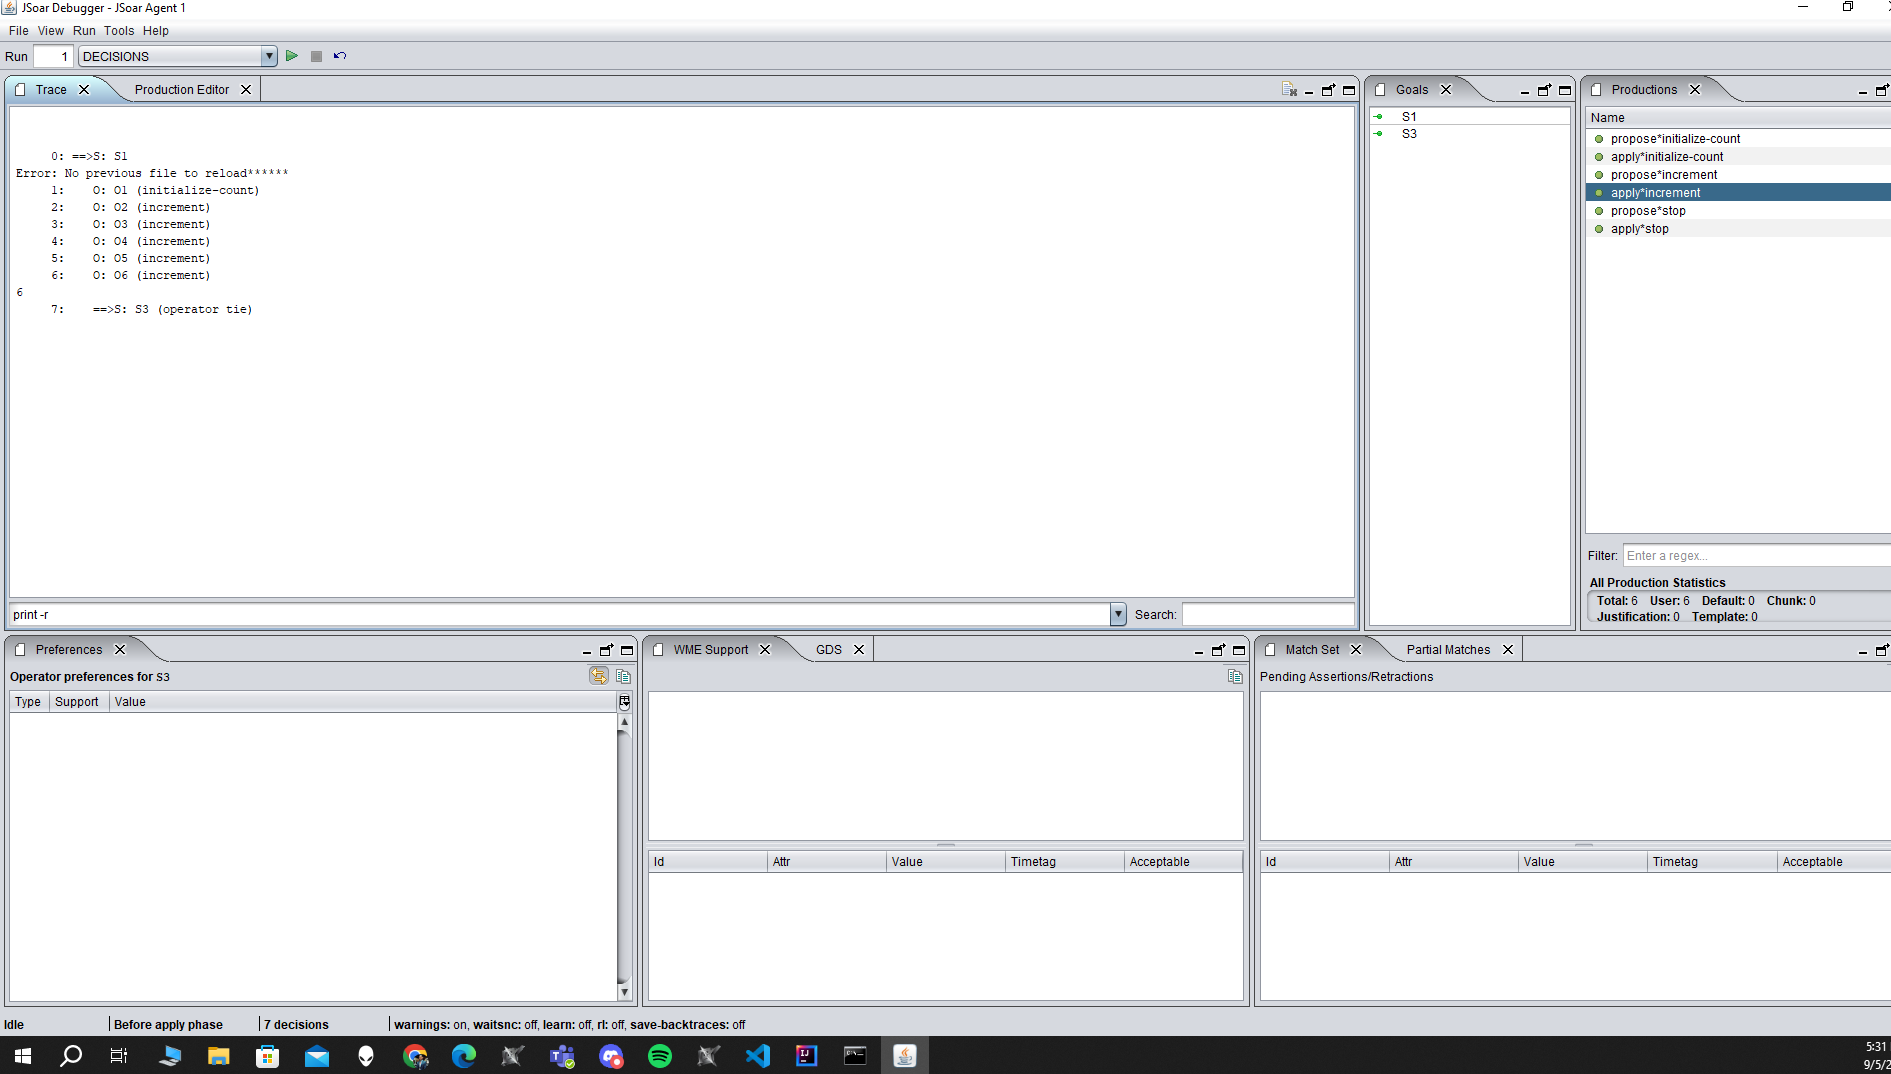 JSoar Debugger - JSoar Agent 1
File View Run Tools Help
Run 1 DECISIONS
Trace Production Editor
0: ==>S: S1
Error: No previous file to reload******
1: O: O1 (initialize-count)
2: O: O2 (increment)
3: O: O3 (increment)
4: O: O4 (increment)
5: O: O5 (increment)
6: O: O6 (increment)
6
7: ==>S: S3 (operator tie)
print -r
Search:
Goals
S1
S3
Productions
Name
propose*initialize-count
apply*initialize-count
propose*increment
apply*increment
propose*stop
apply*stop
Filter: Enter a regex...
All Production Statistics
Total: 6 User: 6 Default: 0 Chunk: 0
Justification: 0 Template: 0
Preferences
Operator preferences for S3
Type Support Value
WME Support GDS
Id Attr Value Timetag Acceptable
Match Set Partial Matches
Pending Assertions/Retractions
Id Attr Value Timetag Acceptable
Idle Before apply phase 7 decisions warnings: on, waitsnc: off, learn: off, rl: off, save-backtraces: off
5:31
9/5/2